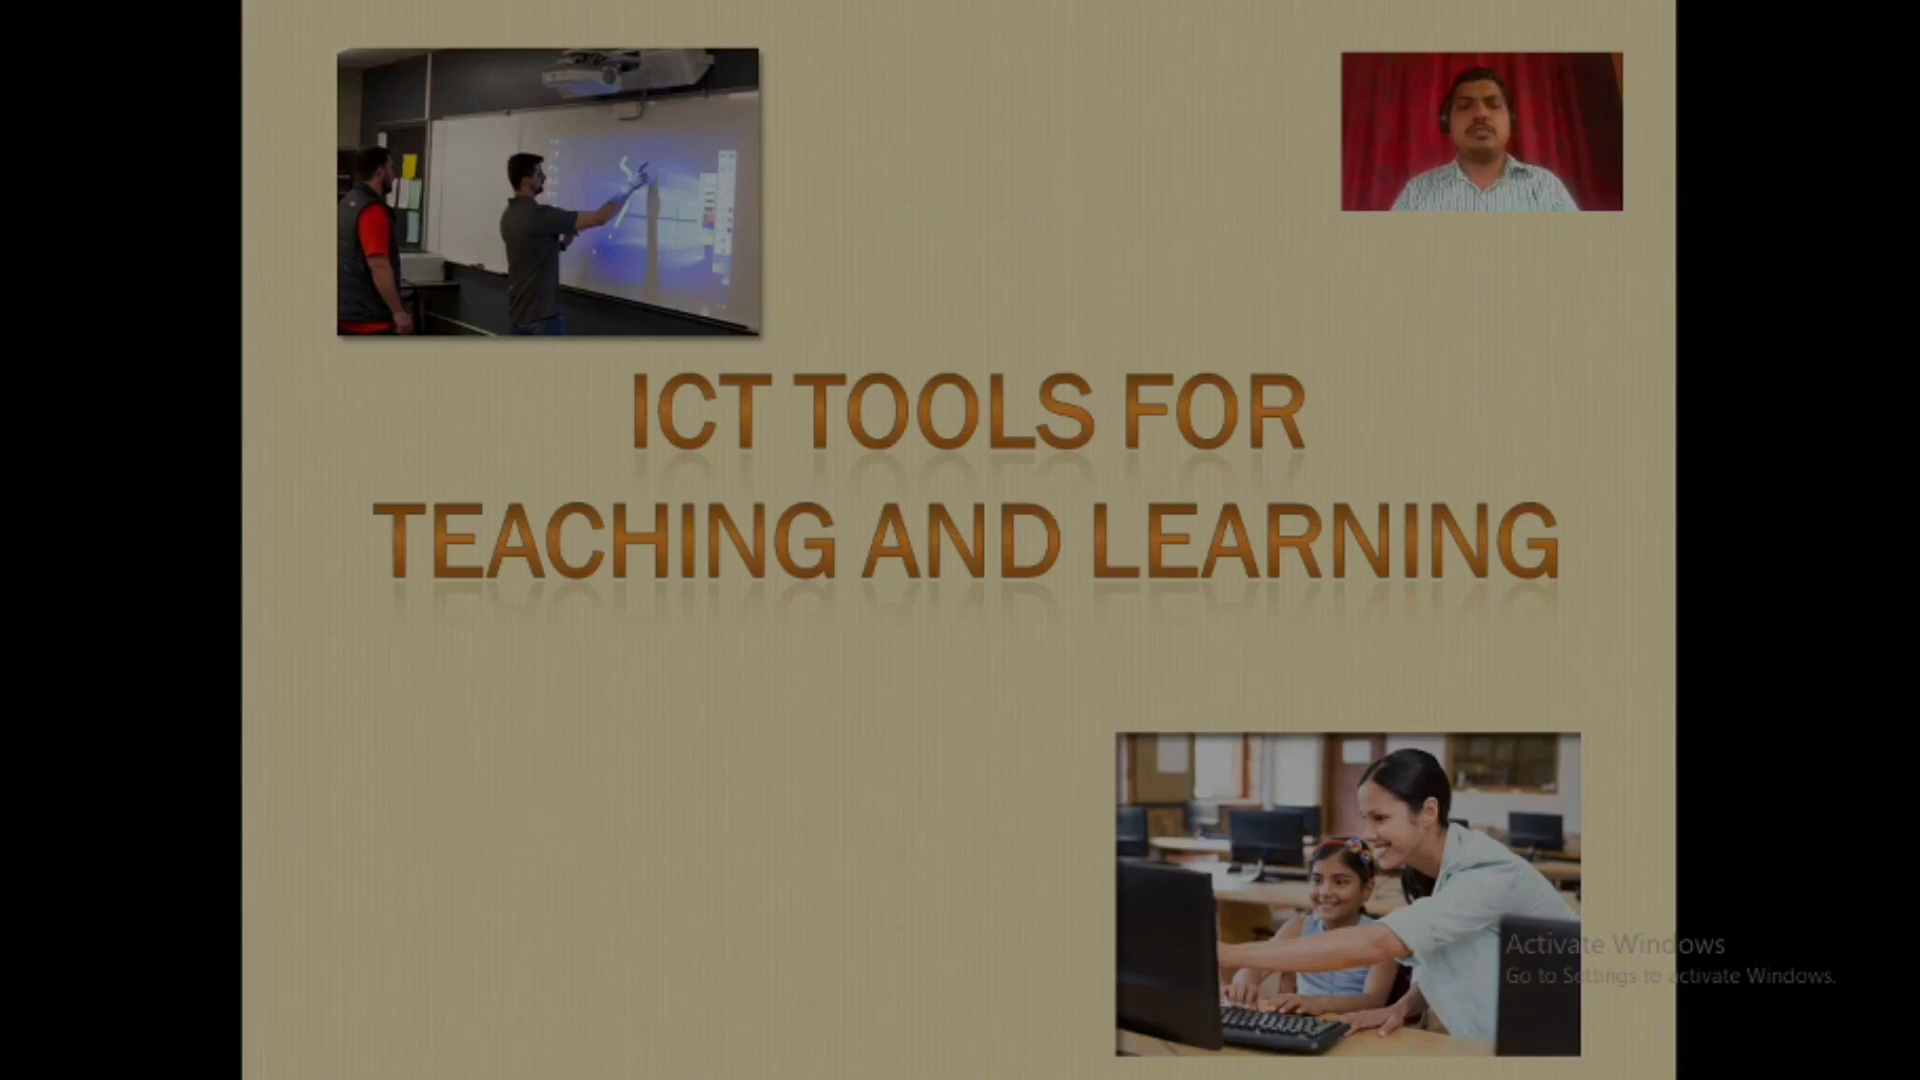 ICT TOOLS FOR
TEACHING AND LEARNING
Activate Windows
Go to Settings to activate Windows.